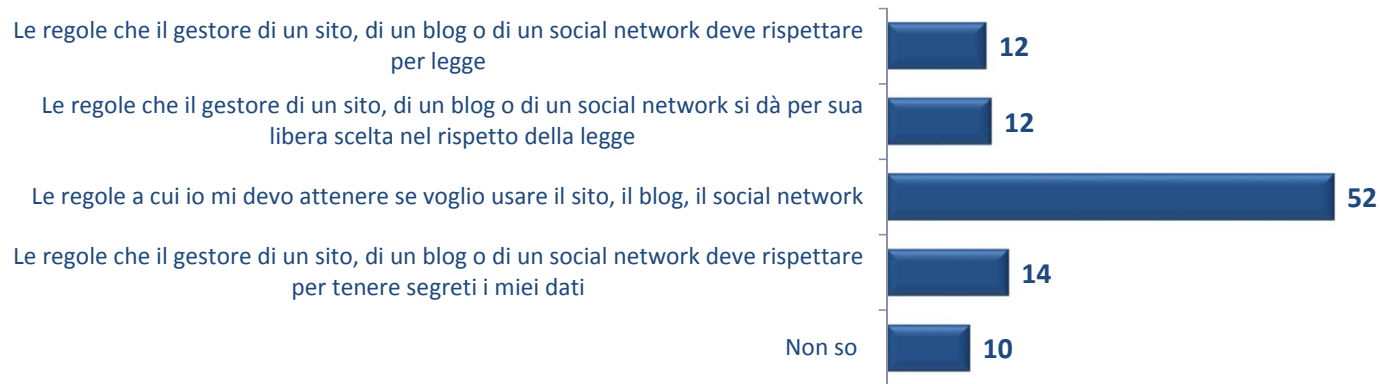 Le regole che il gestore di un sito, di un blog o di un social network deve rispettare
per legge
12
Le regole che il gestore di un sito, di un blog o di un social network si dà per sua
libera scelta nel rispetto della legge
12
Le regole a cui io mi devo attenere se voglio usare il sito, il blog, il social network
52
Le regole che il gestore di un sito, di un blog o di un social network deve rispettare
per tenere segreti i miei dati
14
Non so
10